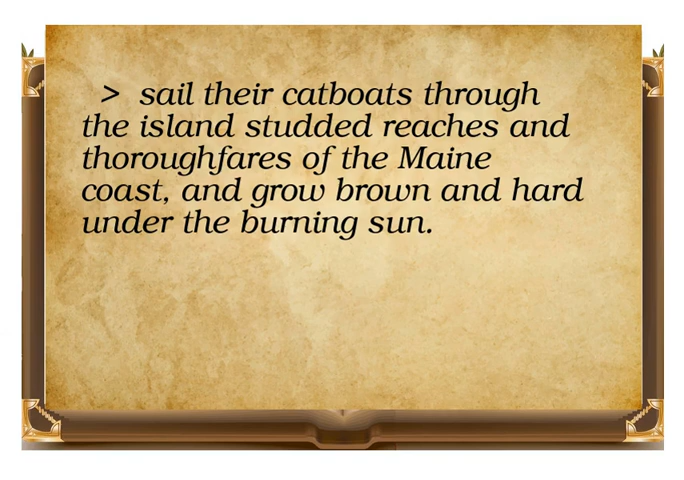 > sail their catboats through
the island studded reaches and
thoroughfares of the Maine
coast, and grow brown and hard
under the burning sun.